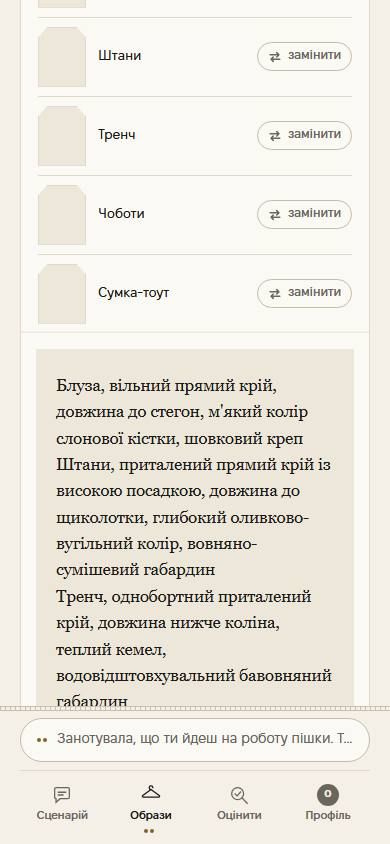 Штани
замінити
Тренч
замінити
Чоботи
замінити
Сумка-тоут
замінити
Блуза, вільний прямий крій,
довжина до стегон, м'який колір
слонової кістки, шовковий креп
Штани, приталений прямий крій із
високою посадкою, довжина до
щиколотки, глибокий оливково-
вугільний колір, вовняно-
сумішевий габардин
Тренч, однобортний приталений
крій, довжина нижче коліна,
теплий кемел,
водовідштовхувальний бавовняний
габардин
Занотувала, що ти йдеш на роботу пішки. Т...
Сценарій
Образи
Оцінити
0
Профіль